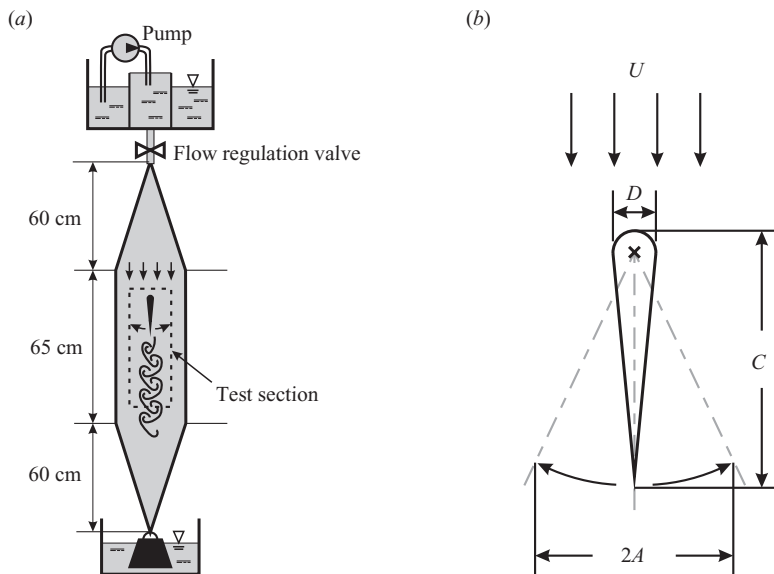 (a)
Pump
Flow regulation valve
60 cm
65 cm
Test section
60 cm
(b)
U
D
C
2A